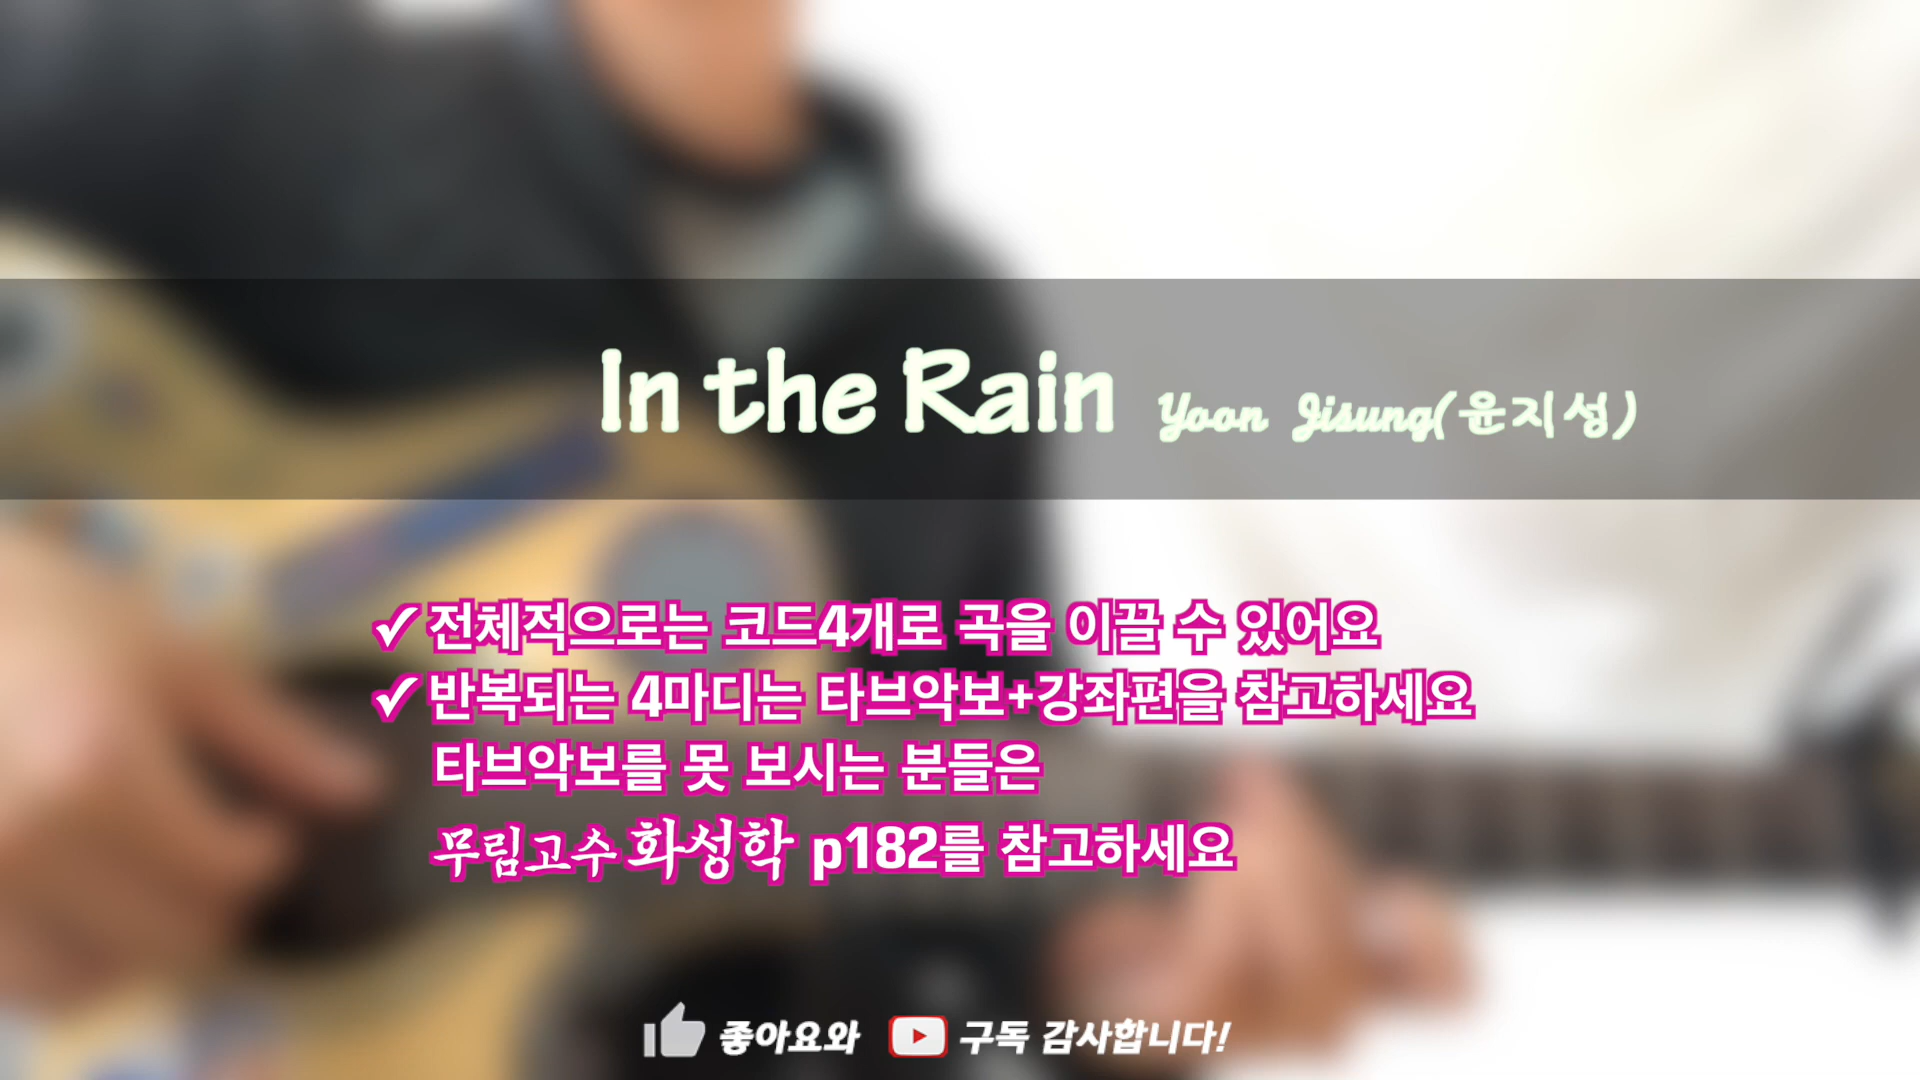 In the Rain Yoon Jisung(윤지성)
✓ 전체적으로는 코드4개로 곡을 이끌 수 있어요
✓ 반복되는 4마디는 타브악보+강좌편을 참고하세요
타브악보를 못 보시는 분들은
무림고수 화성학 p182를 참고하세요
좋아요와 구독 감사합니다!